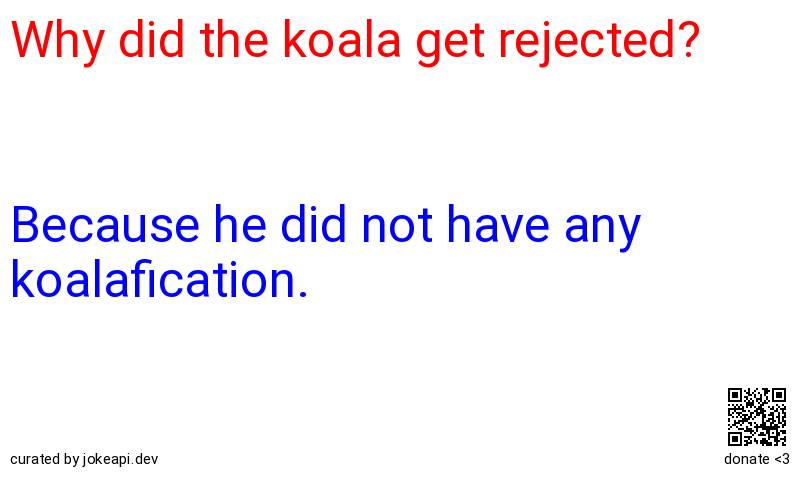 Why did the koala get rejected?
Because he did not have any
koalafication.
curated by jokeapi.dev
donate <3